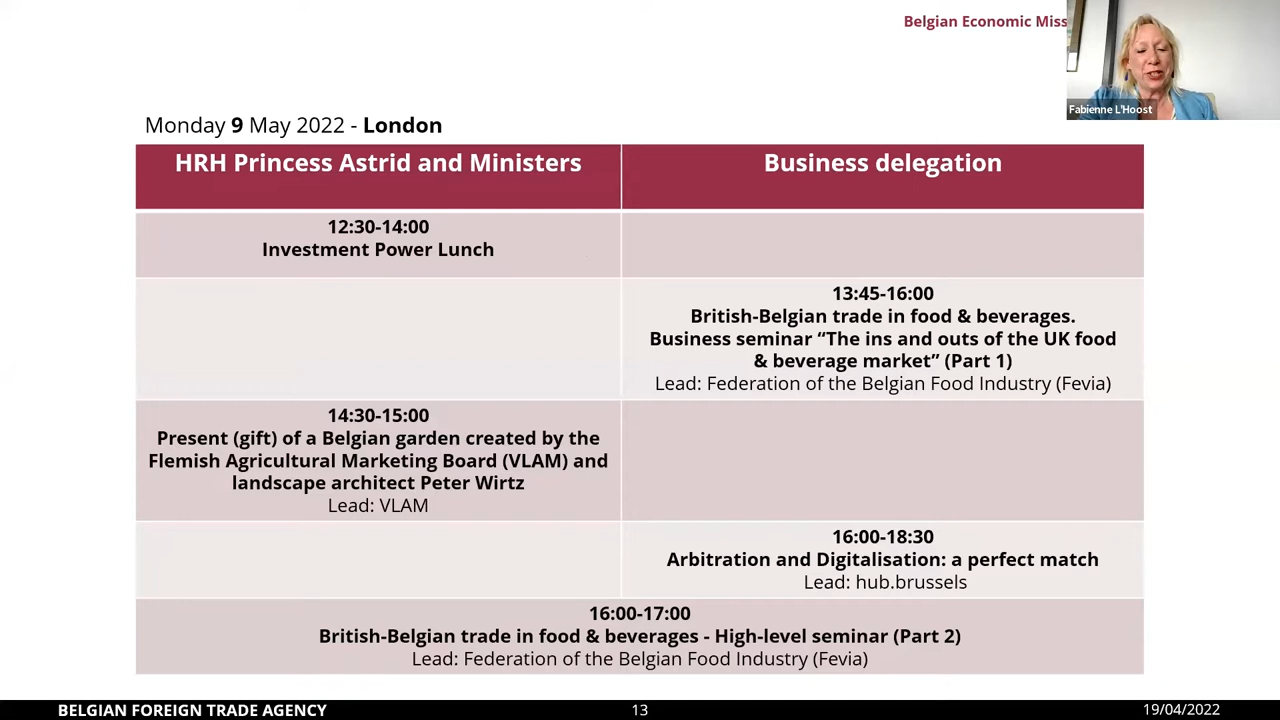 Belgian Economic Miss
Fabienne L'Hoost
Monday 9 May 2022 - London
HRH Princess Astrid and Ministers
Business delegation
12:30-14:00
Investment Power Lunch
13:45-16:00
British-Belgian trade in food & beverages.
Business seminar “The ins and outs of the UK food
& beverage market” (Part 1)
Lead: Federation of the Belgian Food Industry (Fevia)
14:30-15:00
Present (gift) of a Belgian garden created by the
Flemish Agricultural Marketing Board (VLAM) and
landscape architect Peter Wirtz
Lead: VLAM
16:00-18:30
Arbitration and Digitalisation: a perfect match
Lead: hub.brussels
16:00-17:00
British-Belgian trade in food & beverages - High-level seminar (Part 2)
Lead: Federation of the Belgian Food Industry (Fevia)
BELGIAN FOREIGN TRADE AGENCY
13
19/04/2022